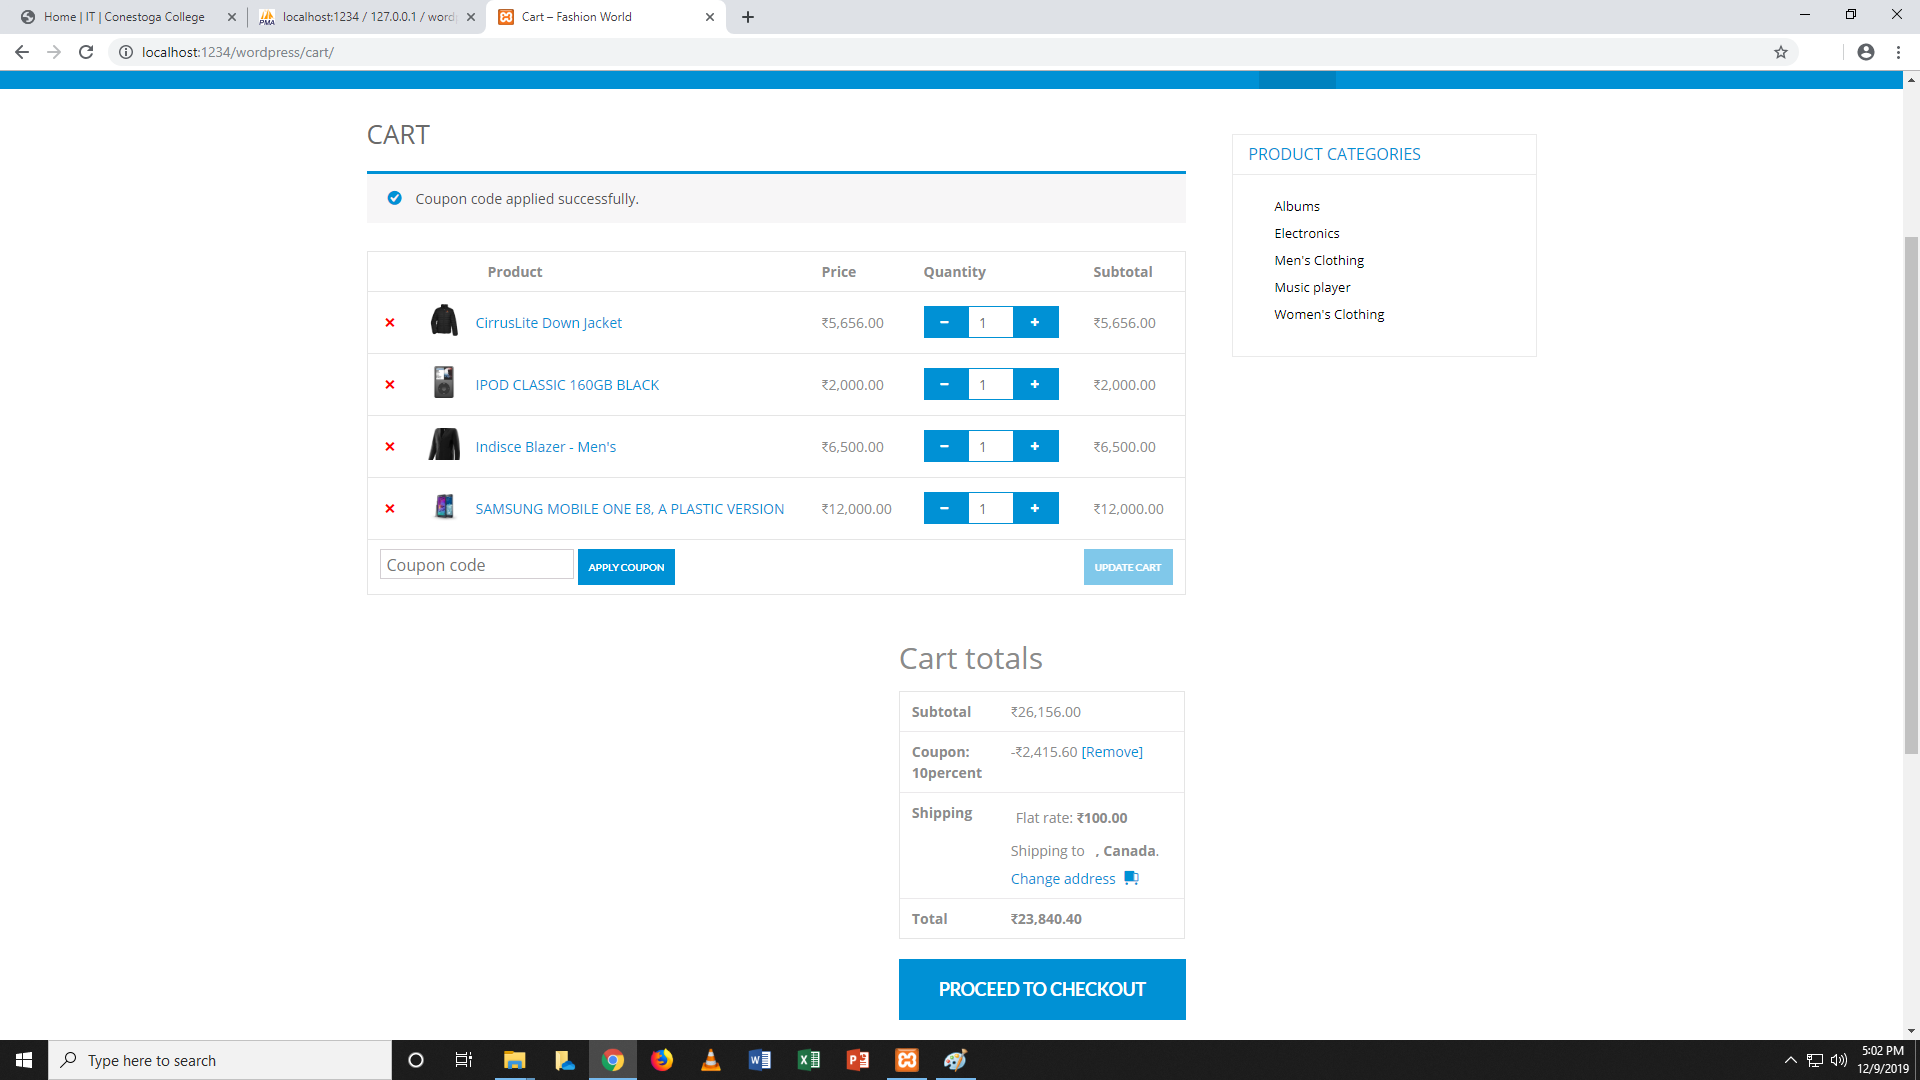 Home | IT | Conestoga College
localhost:1234 / 127.0.0.1 / word
Cart – Fashion World
localhost:1234/wordpress/cart/
CART
PRODUCT CATEGORIES
Coupon code applied successfully.
Albums
Electronics
Men's Clothing
Music player
Women's Clothing
Product Price Quantity Subtotal
× CirrusLite Down Jacket ₹5,656.00 − 1 + ₹5,656.00
× IPOD CLASSIC 160GB BLACK ₹2,000.00 − 1 + ₹2,000.00
× Indisce Blazer - Men's ₹6,500.00 − 1 + ₹6,500.00
× SAMSUNG MOBILE ONE E8, A PLASTIC VERSION ₹12,000.00 − 1 + ₹12,000.00
Coupon code APPLY COUPON UPDATE CART
Cart totals
Subtotal ₹26,156.00
Coupon: -₹2,415.60 [Remove]
10percent
Shipping Flat rate: ₹100.00
Shipping to , Canada.
Change address
Total ₹23,840.40
PROCEED TO CHECKOUT
Type here to search
5:02 PM
12/9/2019